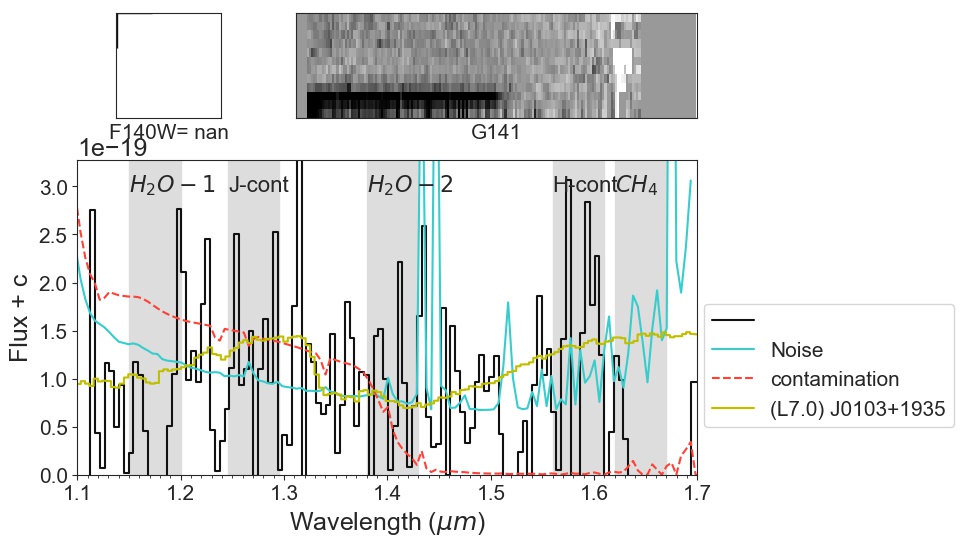 F140W= nan
G141
1e−19
H₂O − 1
J-cont
H₂O − 2
H-cont
CH₄
3.0
2.5
2.0
1.5
1.0
0.5
0.0
Flux + c
1.1
1.2
1.3
1.4
1.5
1.6
1.7
Wavelength (μm)
Noise
contamination
(L7.0) J0103+1935